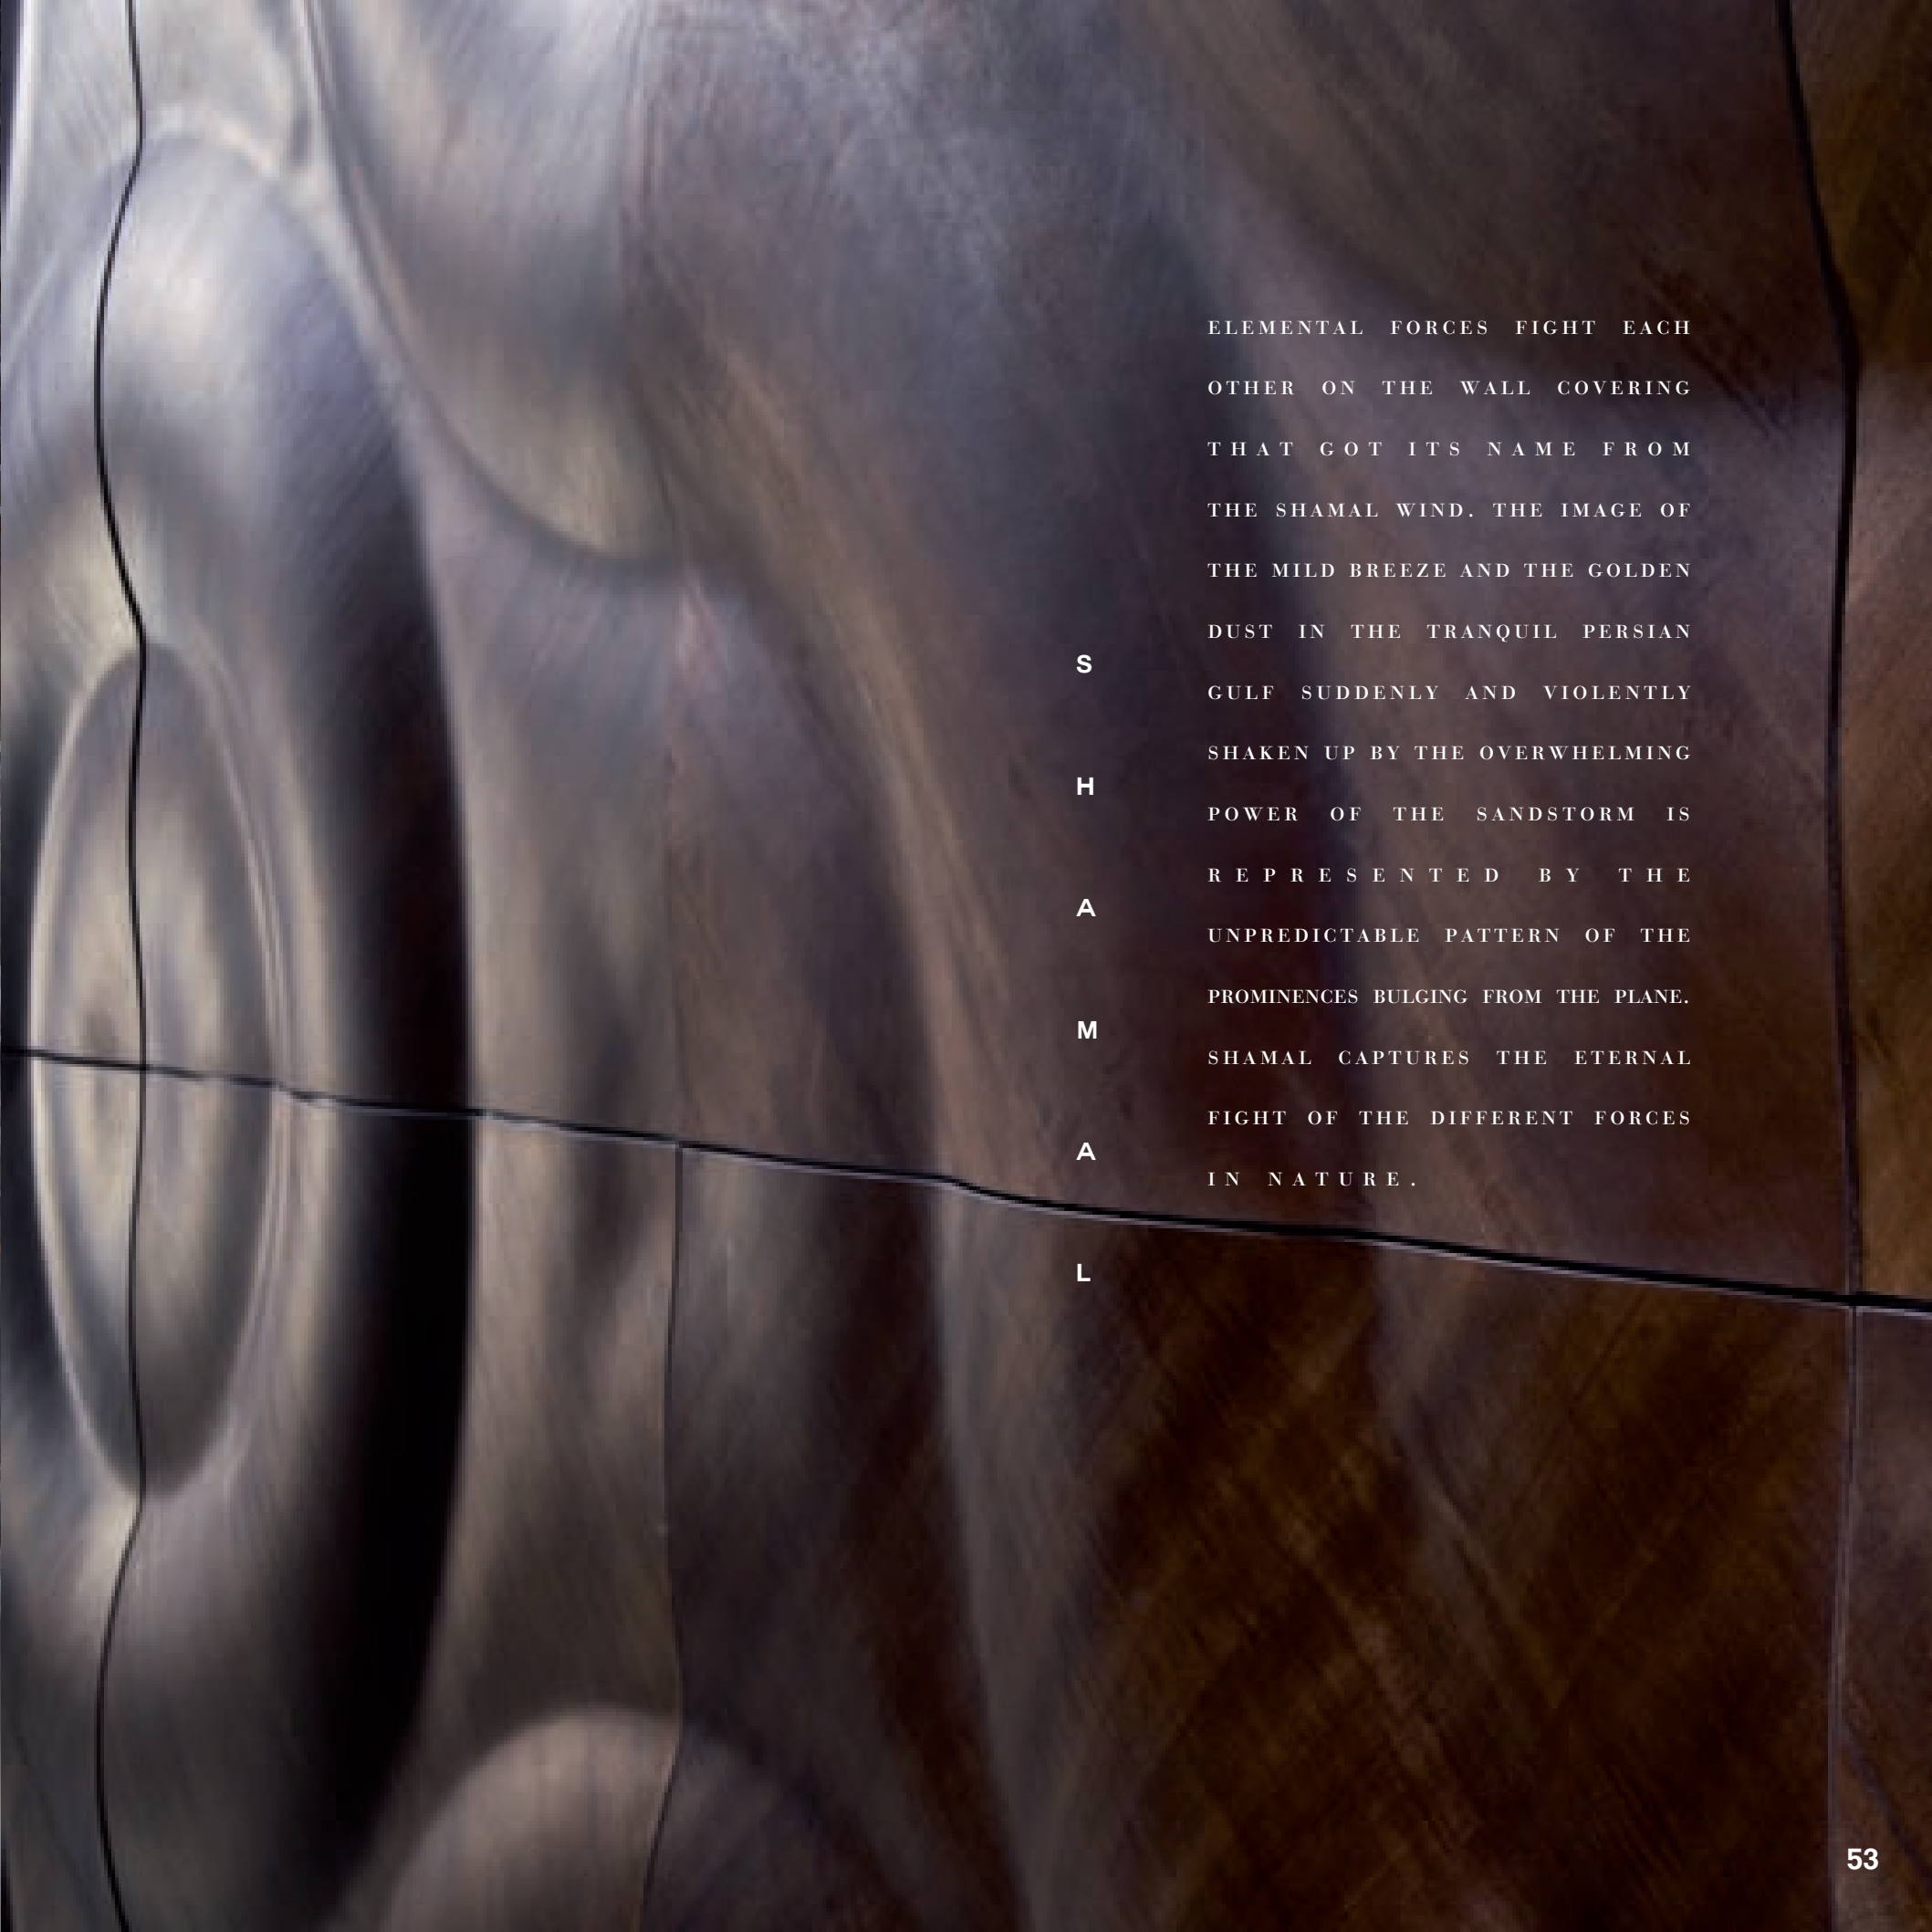 ELEMENTAL FORCES FIGHT EACH
OTHER ON THE WALL COVERING
THAT GOT ITS NAME FROM
THE SHAMAL WIND. THE IMAGE OF
THE MILD BREEZE AND THE GOLDEN
DUST IN THE TRANQUIL PERSIAN
GULF SUDDENLY AND VIOLENTLY
SHAKEN UP BY THE OVERWHELMING
POWER OF THE SANDSTORM IS
REPRESENTED BY THE
UNPREDICTABLE PATTERN OF THE
PROMINENCES BULGING FROM THE PLANE.
SHAMAL CAPTURES THE ETERNAL
FIGHT OF THE DIFFERENT FORCES
IN NATURE.
S
H
A
M
A
L
53